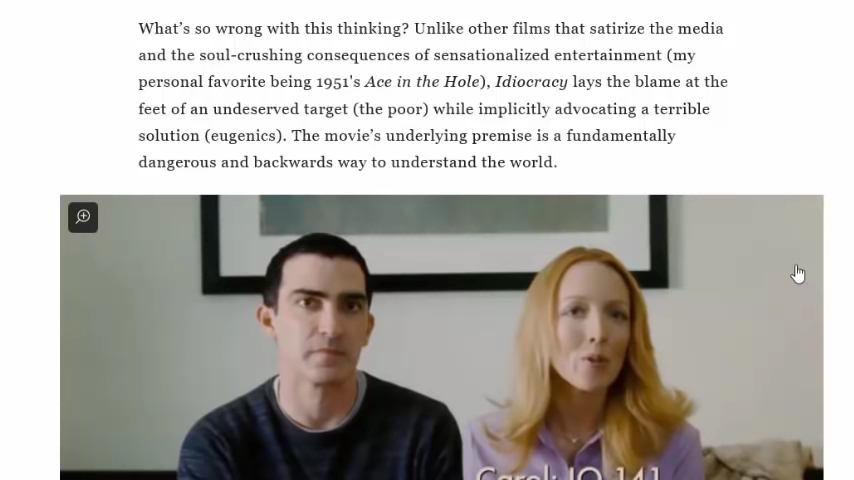 What's so wrong with this thinking? Unlike other films that satirize the media
and the soul-crushing consequences of sensationalized entertainment (my
personal favorite being 1951's Ace in the Hole), Idiocracy lays the blame at the
feet of an undeserved target (the poor) while implicitly advocating a terrible
solution (eugenics). The movie's underlying premise is a fundamentally
dangerous and backwards way to understand the world.
Carol: IQ 141